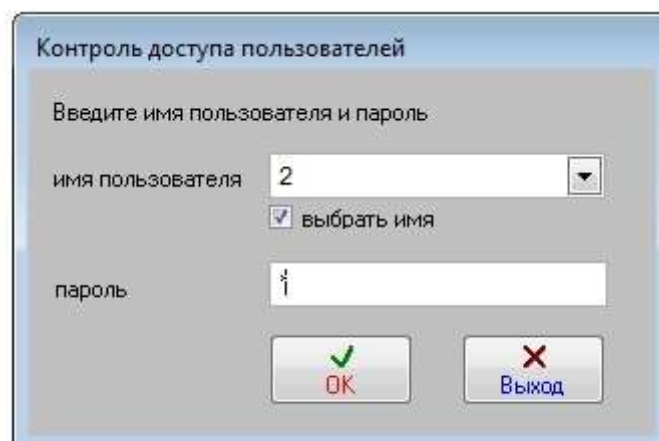 Контроль доступа пользователей
Введите имя пользователя и пароль
имя пользователя 2
выбрать имя
пароль *
OK Выход